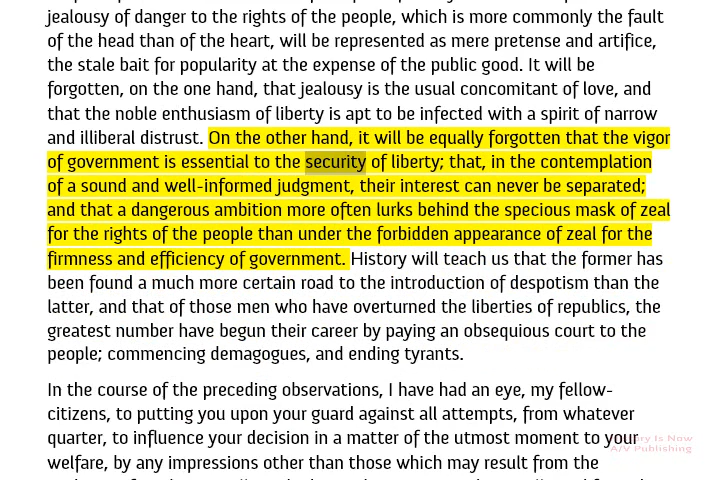 jealousy of danger to the rights of the people, which is more commonly the fault
of the head than of the heart, will be represented as mere pretense and artifice,
the stale bait for popularity at the expense of the public good. It will be
forgotten, on the one hand, that jealousy is the usual concomitant of love, and
that the noble enthusiasm of liberty is apt to be infected with a spirit of narrow
and illiberal distrust. On the other hand, it will be equally forgotten that the vigor
of government is essential to the security of liberty; that, in the contemplation
of a sound and well-informed judgment, their interest can never be separated;
and that a dangerous ambition more often lurks behind the specious mask of zeal
for the rights of the people than under the forbidden appearance of zeal for the
firmness and efficiency of government. History will teach us that the former has
been found a much more certain road to the introduction of despotism than the
latter, and that of those men who have overturned the liberties of republics, the
greatest number have begun their career by paying an obsequious court to the
people; commencing demagogues, and ending tyrants.
In the course of the preceding observations, I have had an eye, my fellow-
citizens, to putting you upon your guard against all attempts, from whatever
quarter, to influence your decision in a matter of the utmost moment to your
welfare, by any impressions other than those which may result from the
Is Now
A/V Publishing